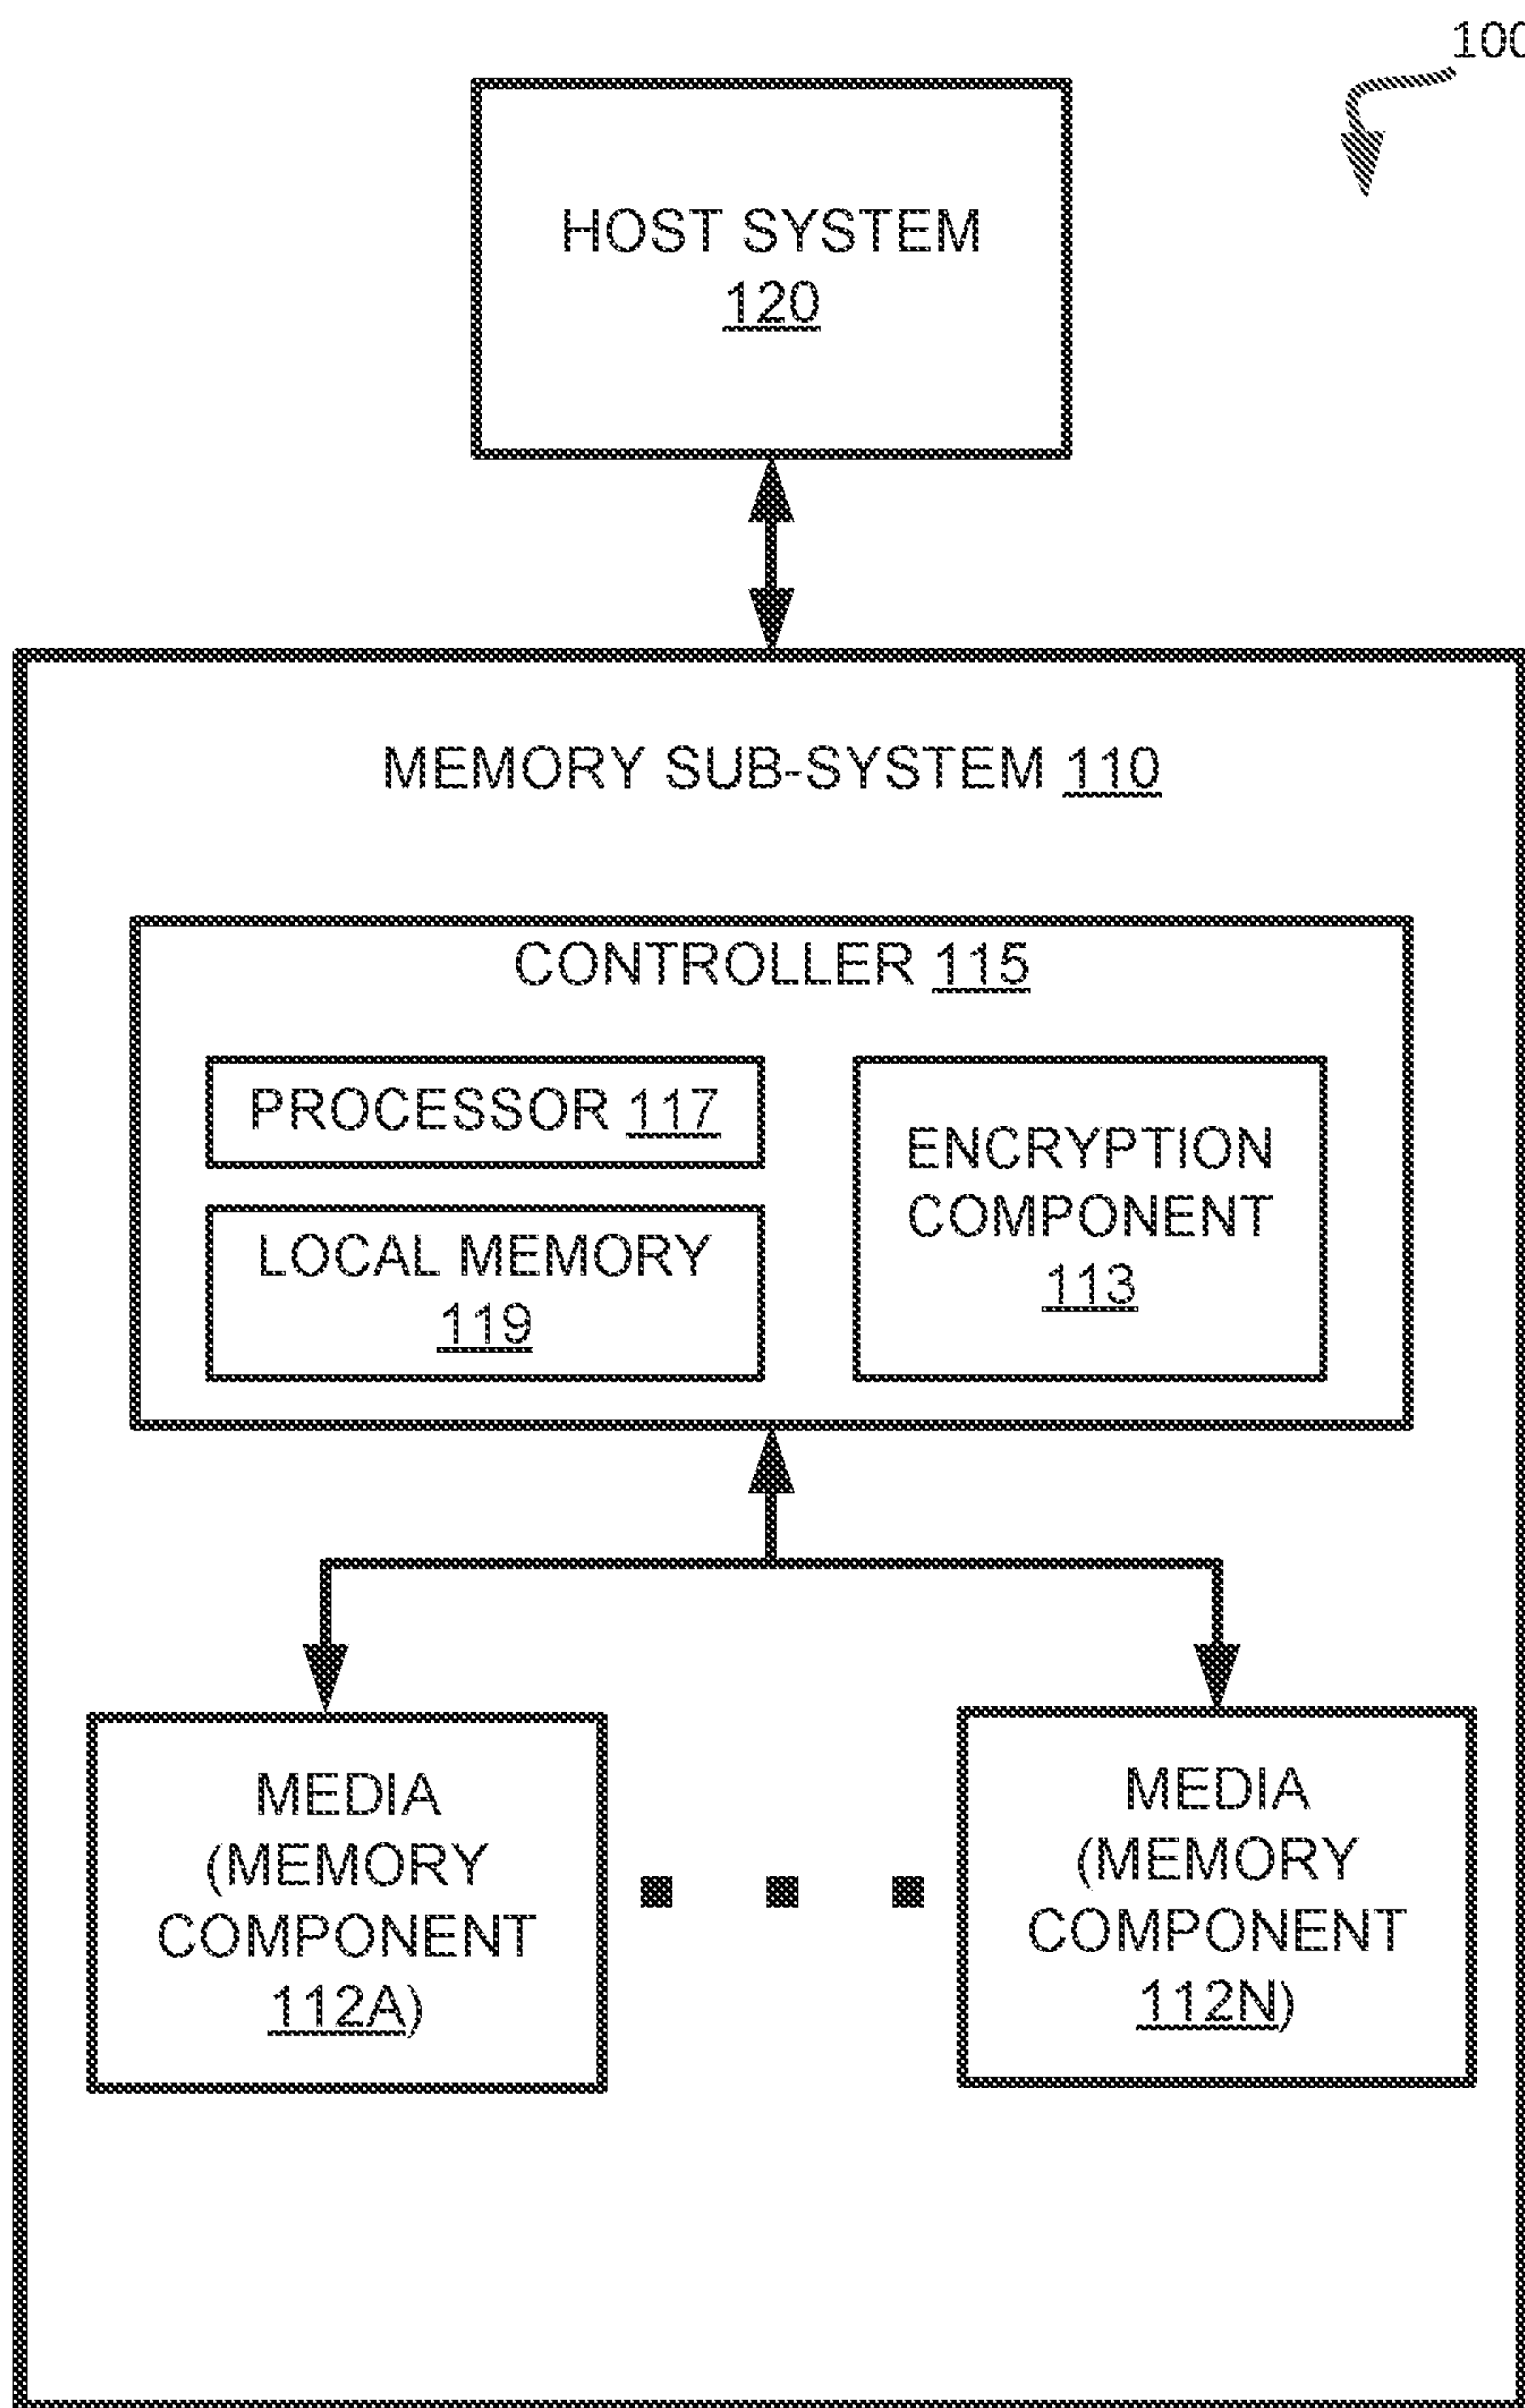 100
HOST SYSTEM
120
MEMORY SUB-SYSTEM 110
CONTROLLER 115
PROCESSOR 117
LOCAL MEMORY
119
ENCRYPTION
COMPONENT
113
MEDIA
(MEMORY
COMPONENT
112A)
MEDIA
(MEMORY
COMPONENT
112N)